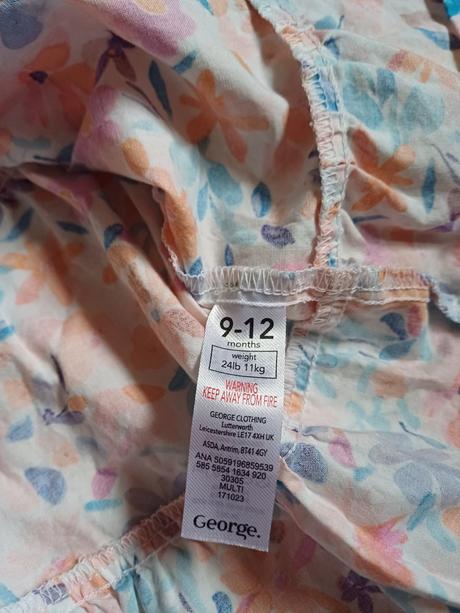 9-12
months
weight
24lb 11kg
WARNING
KEEP AWAY FROM FIRE
GEORGE CLOTHING
Lutterworth
Leicestershire LE17 4XH UK
ASDA, Antrim, BT41 4GY
ANA 5059196859539
585 5854 1634 920
30305
MULTI
171023
George.